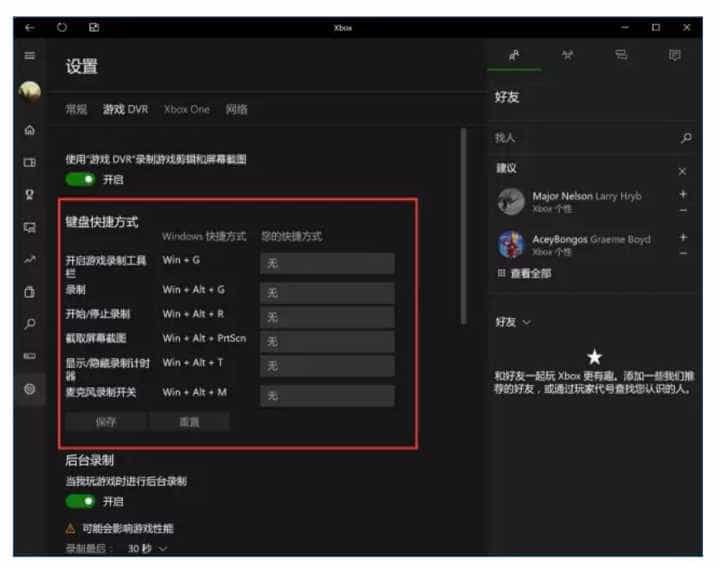 Xbox
设置
常规 游戏 DVR Xbox One 网络
使用"游戏 DVR"录制游戏剪辑和屏幕截图
开启
键盘快捷方式
Windows 快捷方式 您的快捷方式
开启游戏录制工具栏 Win + G 无
录制 Win + Alt + G 无
开始/停止录制 Win + Alt + R 无
截取屏幕截图 Win + Alt + PrtScn 无
显示/隐藏录制计时器 Win + Alt + T 无
麦克风录制开关 Win + Alt + M 无
保存 重置
后台录制
当我玩游戏时进行后台录制
开启
可能会影响游戏性能
录制最后： 30 秒
好友
找人
建议
Major Nelson Larry Hryb
Xbox 个性
AceyBongos Graeme Boyd
Xbox 个性
查看全部
好友
和好友一起玩 Xbox 更有趣。添加一些我们推
荐的好友，或通过玩家代号查找您认识的人。